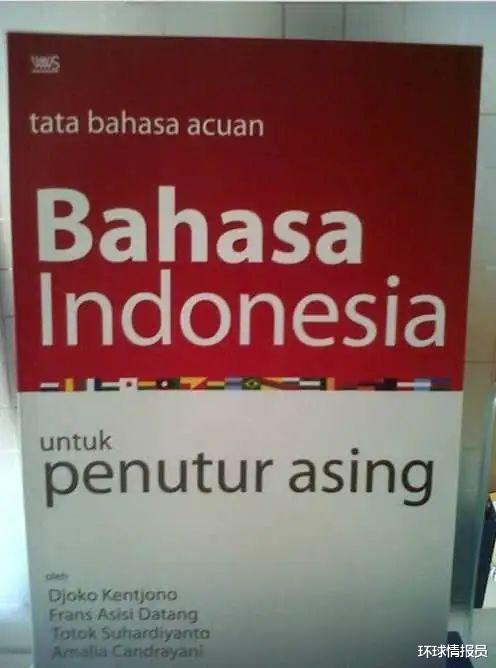 tata bahasa acuan
Bahasa
Indonesia
untuk
penutur asing
oleh
Djoko Kentjono
Frans Asisi Datang
Totok Suhardiyanto
Amalia Candrayani
环球情报员